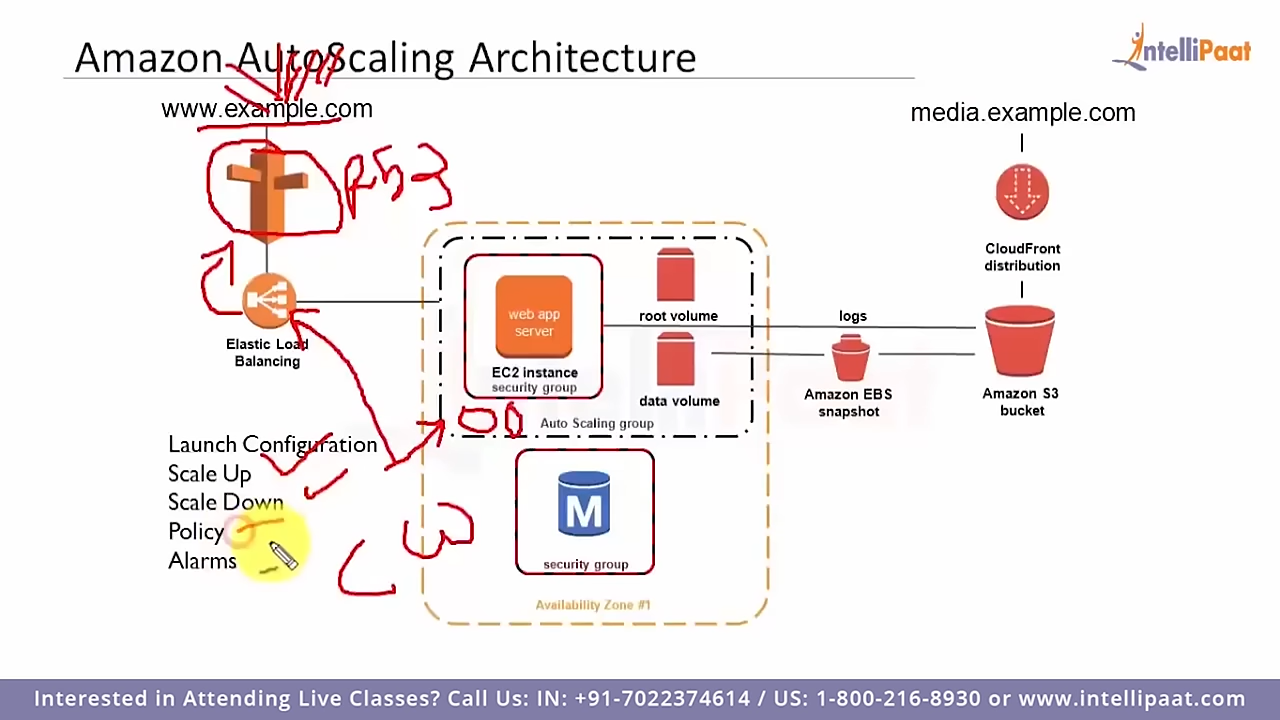 Amazon AutoScaling Architecture
IntelliPaat
www.example.com
media.example.com
R53
CloudFront
distribution
web app
server
root volume
logs
Elastic Load
Balancing
EC2 instance
security group
data volume
Amazon EBS
snapshot
Amazon S3
bucket
Auto Scaling group
Launch Configuration
Scale Up
Scale Down
Policy
Alarms
M
CW
security group
Availability Zone #1
Interested in Attending Live Classes? Call Us: IN: +91-7022374614 / US: 1-800-216-8930 or www.intellipaat.com